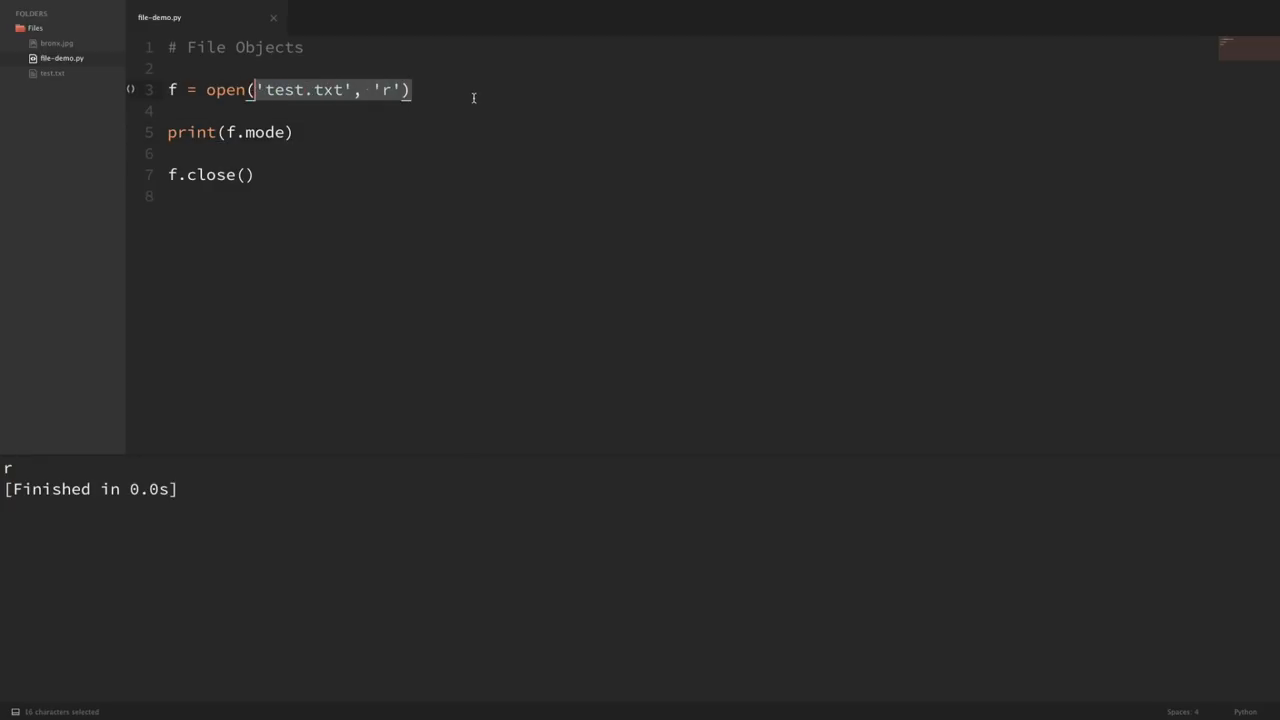 FOLDERS
Files
bronx.jpg
file-demo.py
test.txt
file-demo.py
1 # File Objects
2
() 3 f = open('test.txt', 'r')
4
5 print(f.mode)
6
7 f.close()
8
r
[Finished in 0.0s]
16 characters selected
Spaces: 4
Python